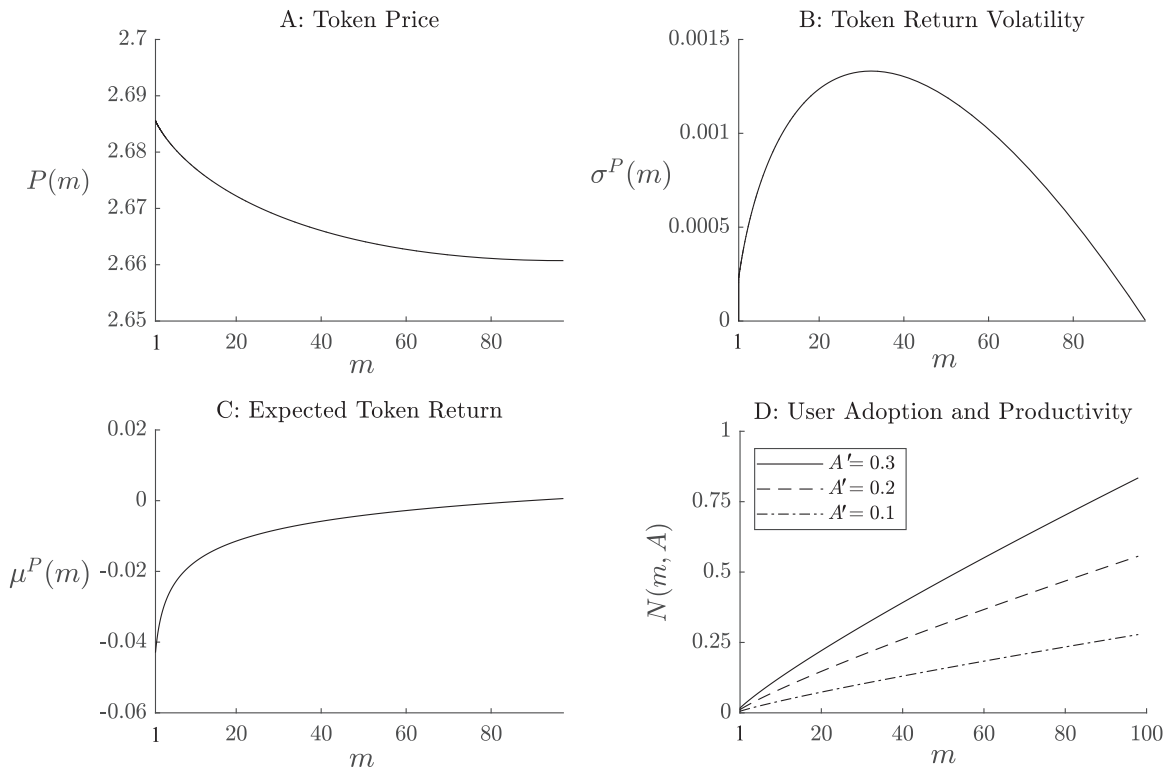 A: Token Price
2.7
2.69
2.68
P(m)
2.67
2.66
2.65
1 20 40 60 80
m
B: Token Return Volatility
0.0015
0.001
σ^P(m)
0.0005
0
1 20 40 60 80
m
C: Expected Token Return
0.02
0
μ^P(m)
-0.02
-0.04
-0.06
1 20 40 60 80
m
D: User Adoption and Productivity
1
A′= 0.3
A′= 0.2
A′= 0.1
0.75
N(m, A)
0.5
0.25
0
1 20 40 60 80 100
m